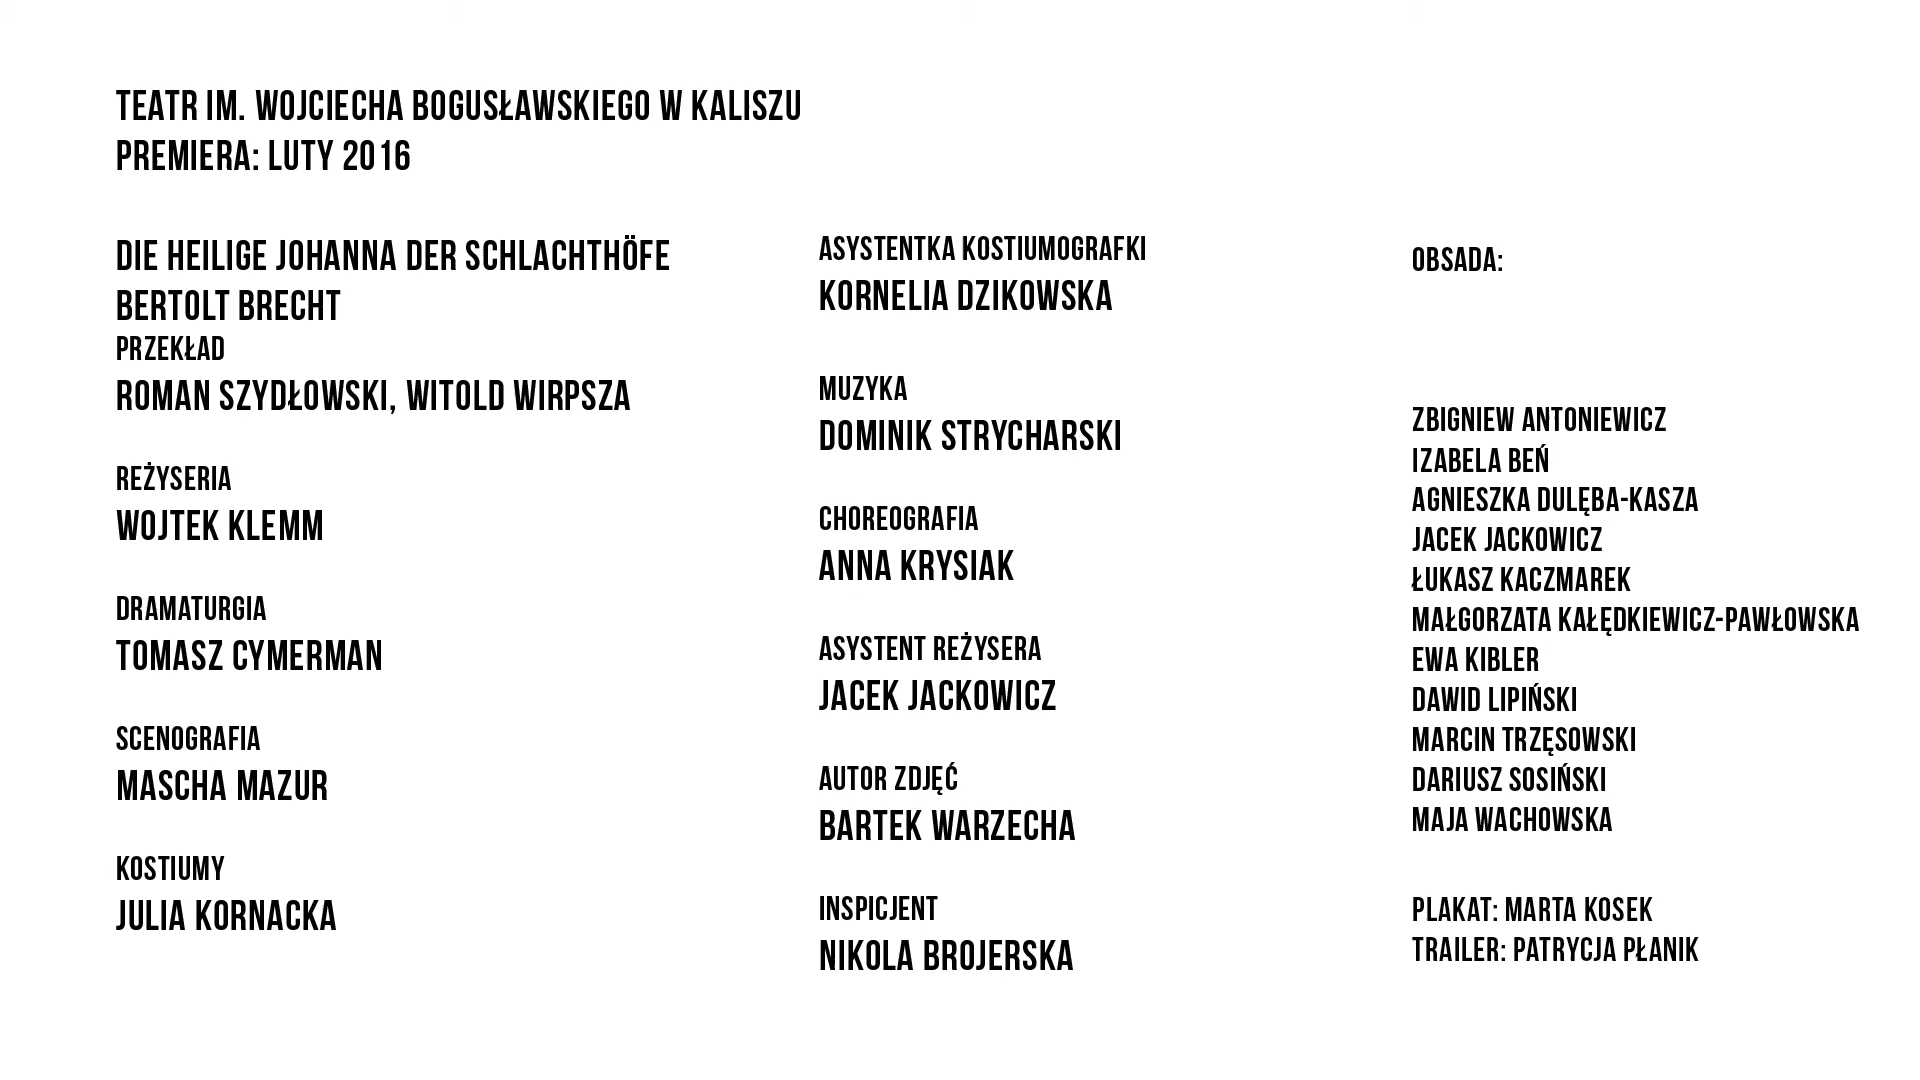 TEATR IM. WOJCIECHA BOGUSŁAWSKIEGO W KALISZU
PREMIERA: LUTY 2016
DIE HEILIGE JOHANNA DER SCHLACHTHÖFE
BERTOLT BRECHT
PRZEKŁAD
ROMAN SZYDŁOWSKI, WITOLD WIRPSZA
REŻYSERIA
WOJTEK KLEMM
DRAMATURGIA
TOMASZ CYMERMAN
SCENOGRAFIA
MASCHA MAZUR
KOSTIUMY
JULIA KORNACKA
ASYSTENTKA KOSTIUMOGRAFKI
KORNELIA DZIKOWSKA
MUZYKA
DOMINIK STRYCHARSKI
CHOREOGRAFIA
ANNA KRYSIAK
ASYSTENT REŻYSERA
JACEK JACKOWICZ
AUTOR ZDJĘĆ
BARTEK WARZECHA
INSPICJENT
NIKOLA BROJERSKA
OBSADA:
ZBIGNIEW ANTONIEWICZ
IZABELA BEŃ
AGNIESZKA DULĘBA-KASZA
JACEK JACKOWICZ
ŁUKASZ KACZMAREK
MAŁGORZATA KAŁĘDKIEWICZ-PAWŁOWSKA
EWA KIBLER
DAWID LIPIŃSKI
MARCIN TRZĘSOWSKI
DARIUSZ SOSIŃSKI
MAJA WACHOWSKA
PLAKAT: MARTA KOSEK
TRAILER: PATRYCJA PŁANIK